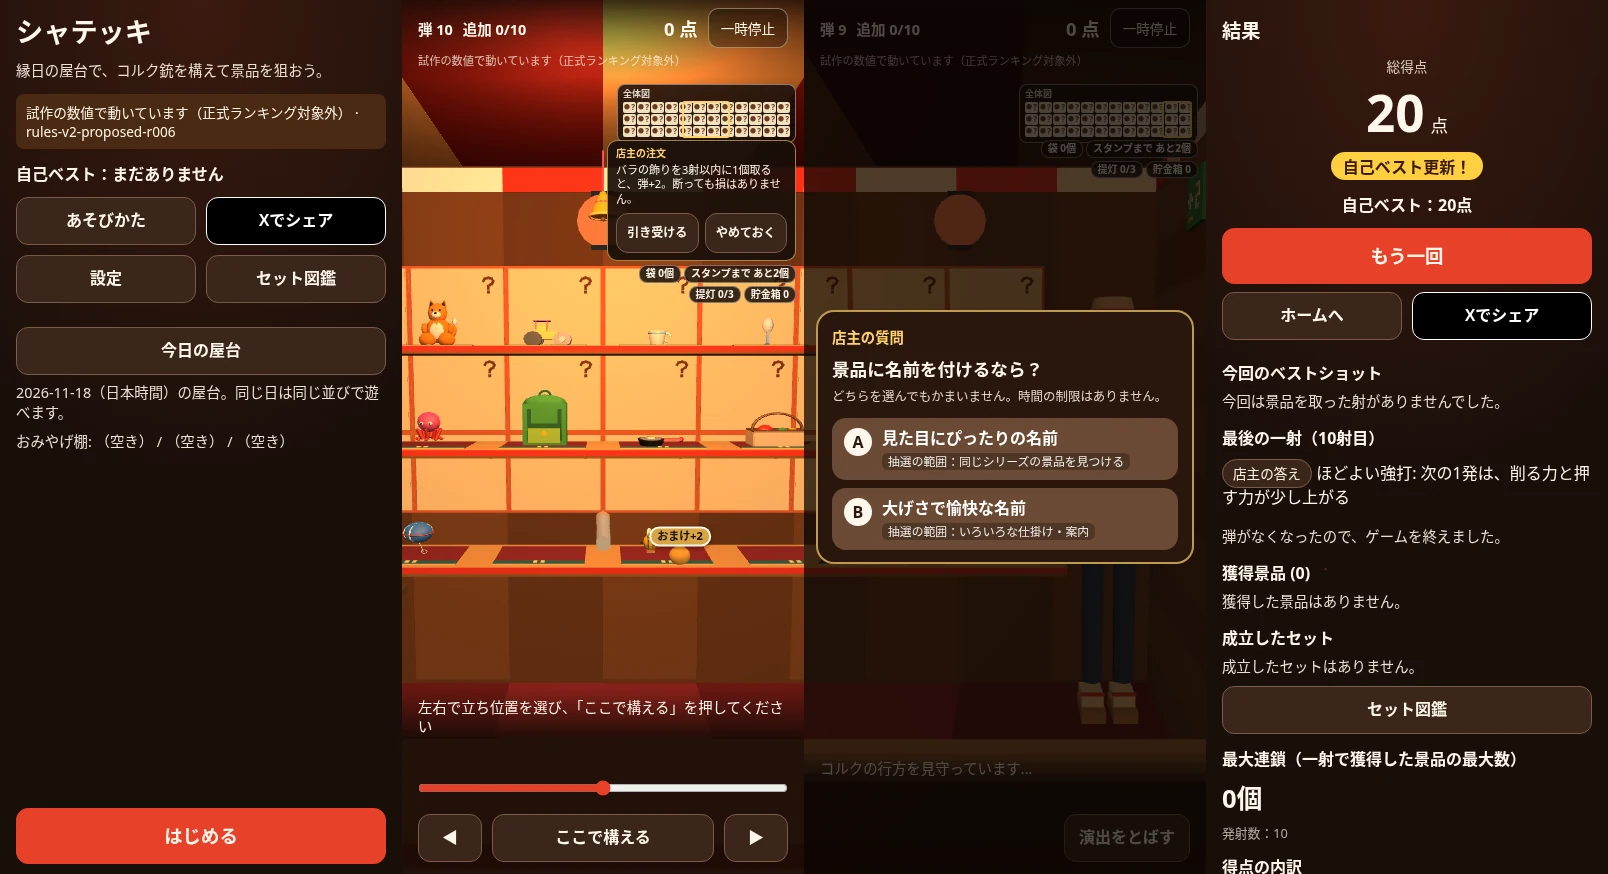 シャテッキ
縁日の屋台で、コルク銃を構えて景品を狙おう。
試作の数値で動いています（正式ランキング対象外）・
rules-v2-proposed-r006
自己ベスト：まだありません
あそびかた
Xでシェア
設定
セット図鑑
今日の屋台
2026-11-18（日本時間）の屋台。同じ日は同じ並びで遊
べます。
おみやげ棚: （空き） / （空き） / （空き）
はじめる
弾 10 追加 0/10
0 点
一時停止
試作の数値で動いています（正式ランキング対象外）
全体図
店主の注文
バラの飾りを3射以内に1個取る
と、弾+2。断っても損はありませ
ん。
引き受ける
やめておく
袋 0個
スタンプまで あと2個
提灯 0/3
貯金箱 0
? ? ? ?
? ? ? ?
おまけ+2
左右で立ち位置を選び、「ここで構える」を押してくださ
い
◀
ここで構える
▶
弾 9 追加 0/10
0 点
一時停止
試作の数値で動いています（正式ランキング対象外）
全体図
袋 0個
スタンプまで あと2個
提灯 0/3
貯金箱 0
? ? ?
店主の質問
景品に名前を付けるなら？
どちらを選んでもかまいません。時間の制限はありません。
A
見た目にぴったりの名前
抽選の範囲：同じシリーズの景品を見つける
B
大げさで愉快な名前
抽選の範囲：いろいろな仕掛け・案内
コルクの行方を見守っています…
演出をとばす
結果
総得点
20 点
自己ベスト更新！
自己ベスト：20点
もう一回
ホームへ
Xでシェア
今回のベストショット
今回は景品を取った射がありませんでした。
最後の一射（10射目）
店主の答え ほどよい強打: 次の1発は、削る力と押
す力が少し上がる
弾がなくなったので、ゲームを終えました。
獲得景品 (0)
獲得した景品はありません。
成立したセット
成立したセットはありません。
セット図鑑
最大連鎖（一射で獲得した景品の最大数）
0個
発射数：10
得点の内訳